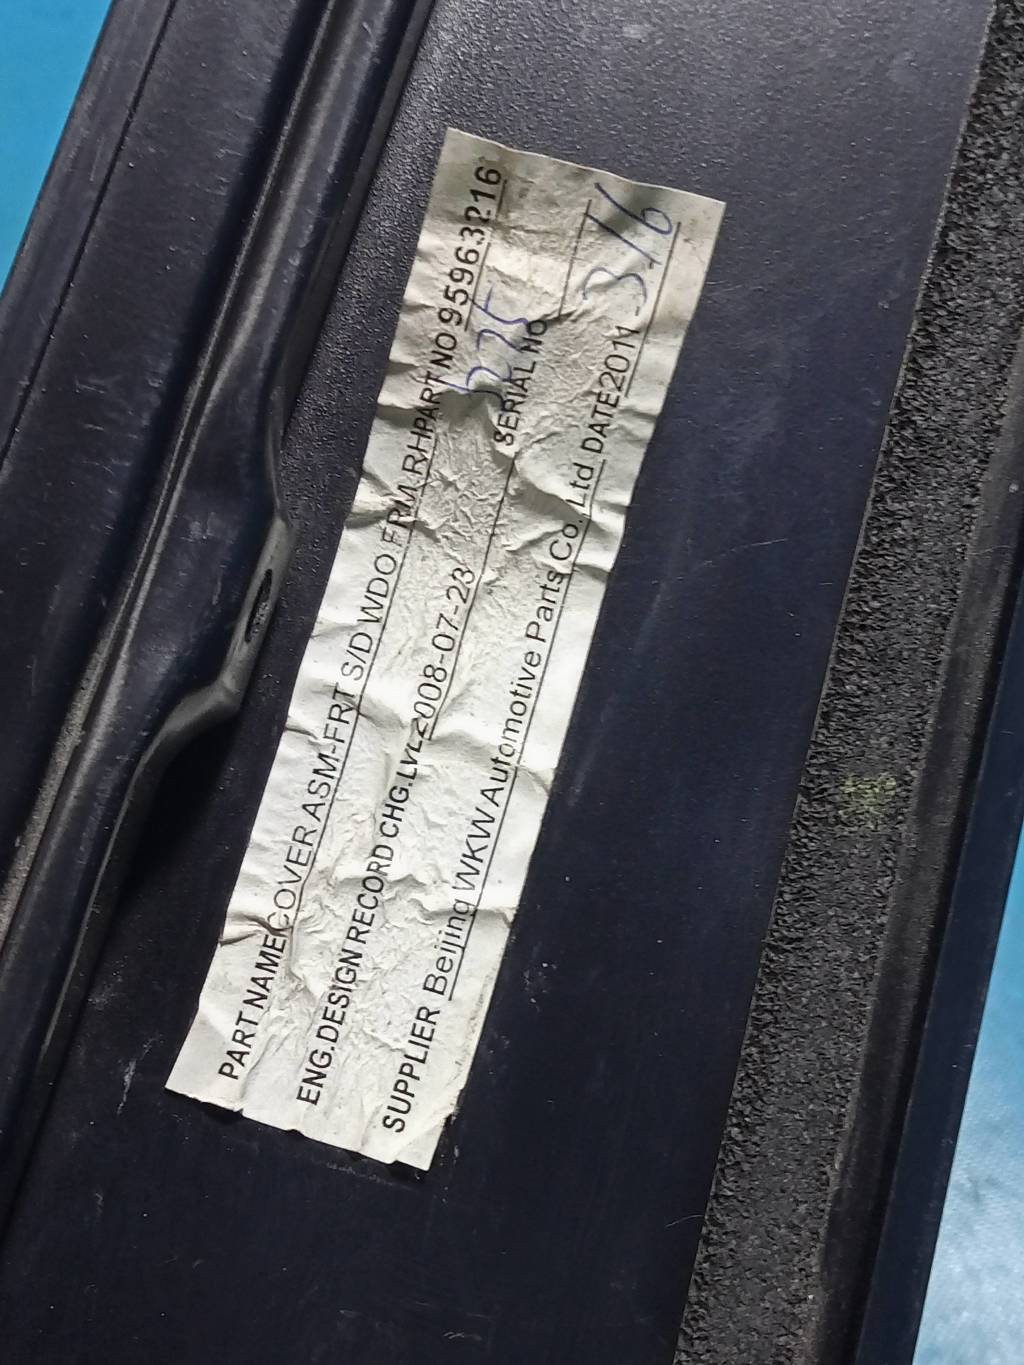 PART NAME COVER ASM-FRT S/D WDO FRM.RH PART NO 95963216
ENG.DESIGN RECORD CHG.LVL 2008-07-23 SERIAL no
SUPPLIER Beijing WKW Automotive Parts Co. Ltd DATE 2011-3/6